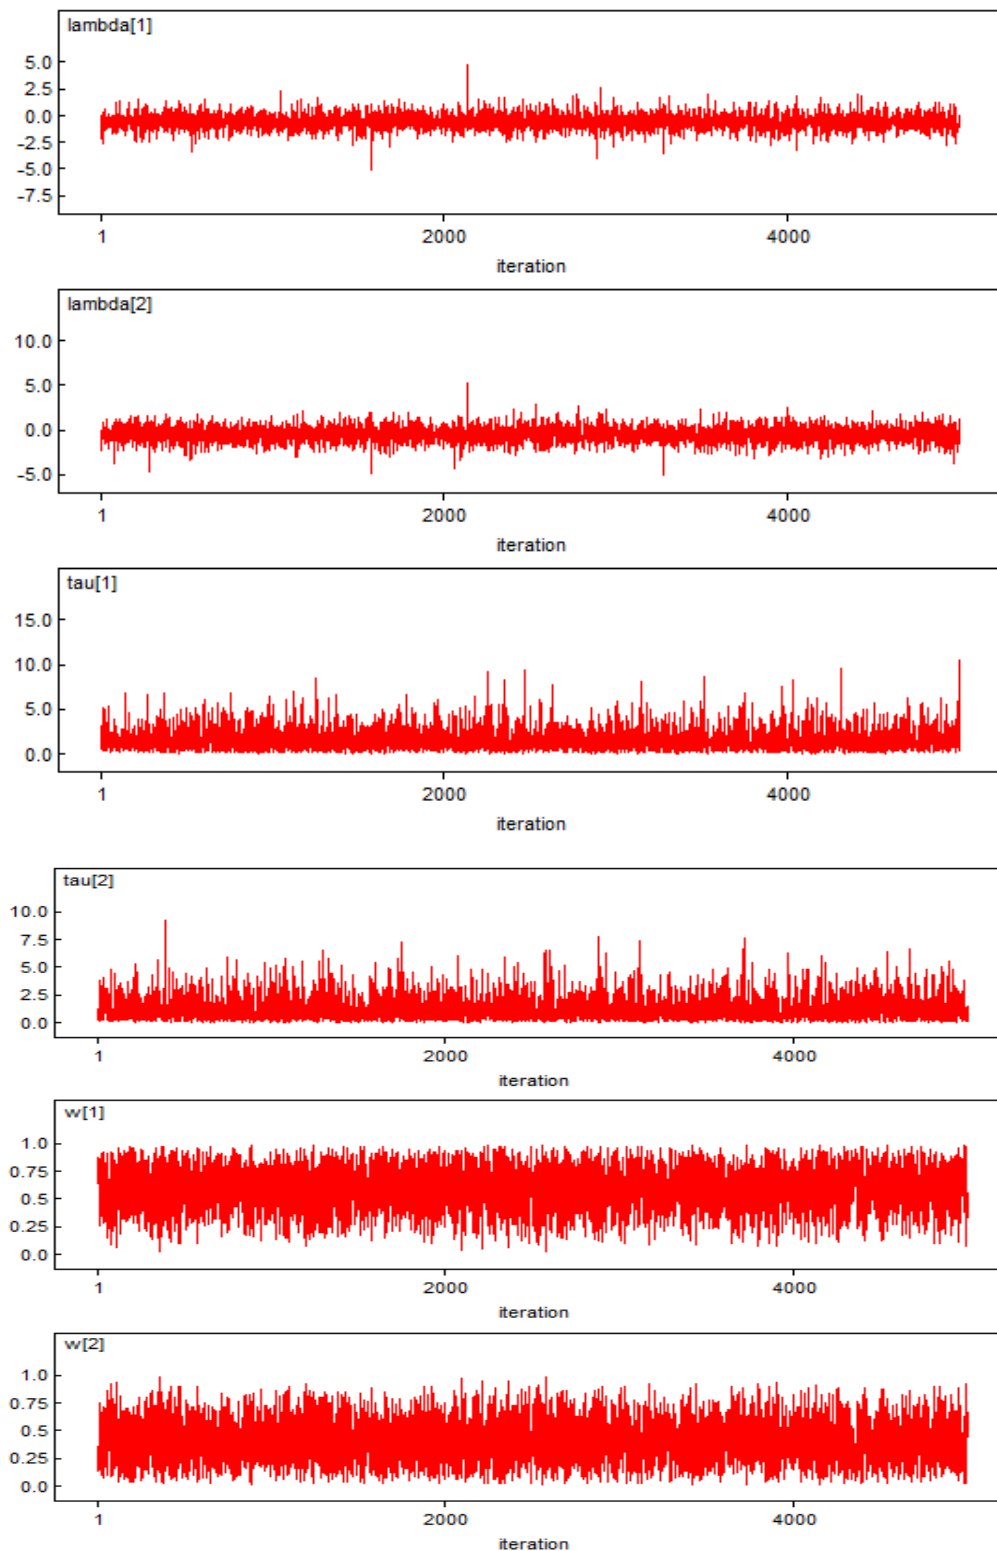 lambda[1]
5.0
2.5
0.0
-2.5
-5.0
-7.5
1 2000 4000
iteration
lambda[2]
10.0
5.0
0.0
-5.0
1 2000 4000
iteration
tau[1]
15.0
10.0
5.0
0.0
1 2000 4000
iteration
tau[2]
10.0
7.5
5.0
2.5
0.0
1 2000 4000
iteration
w[1]
1.0
0.75
0.5
0.25
0.0
1 2000 4000
iteration
w[2]
1.0
0.75
0.5
0.25
0.0
1 2000 4000
iteration